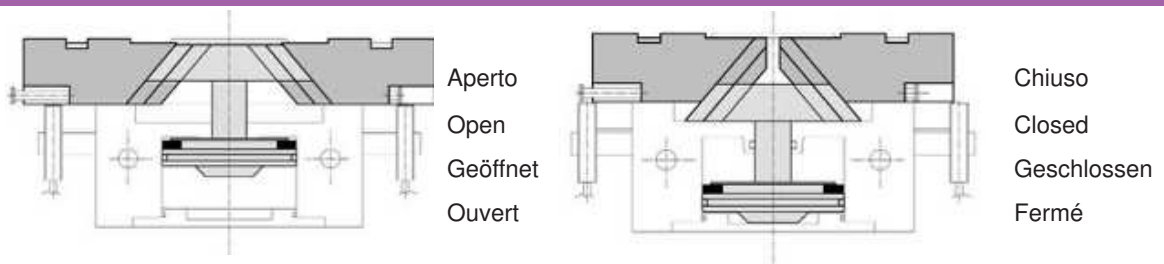 Aperto
Open
Geöffnet
Ouvert
Chiuso
Closed
Geschlossen
Fermé